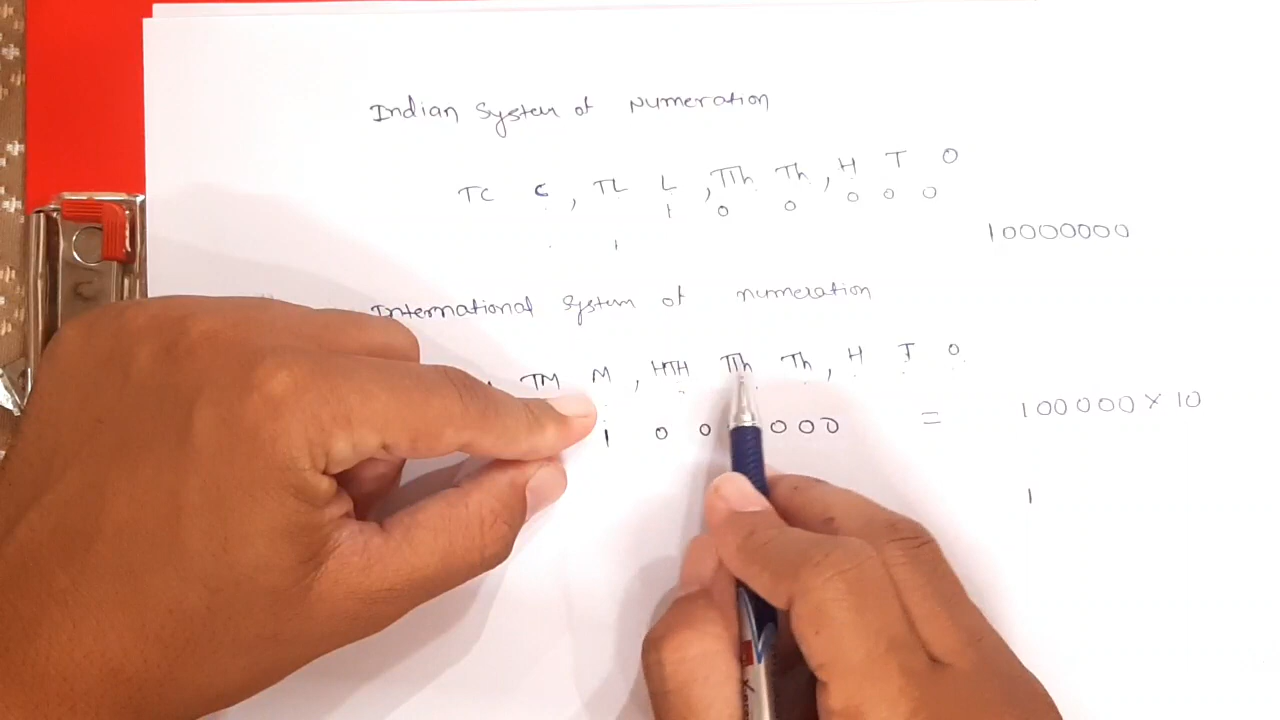 Indian System of Numeration
TC C , TL L , TTh Th , H T O
1 0 0 0 0 0
1
10000000
International System of numeration
TM M , HTH TTh Th , H T O
1 0 0 0 0 0 = 100000 × 10
1